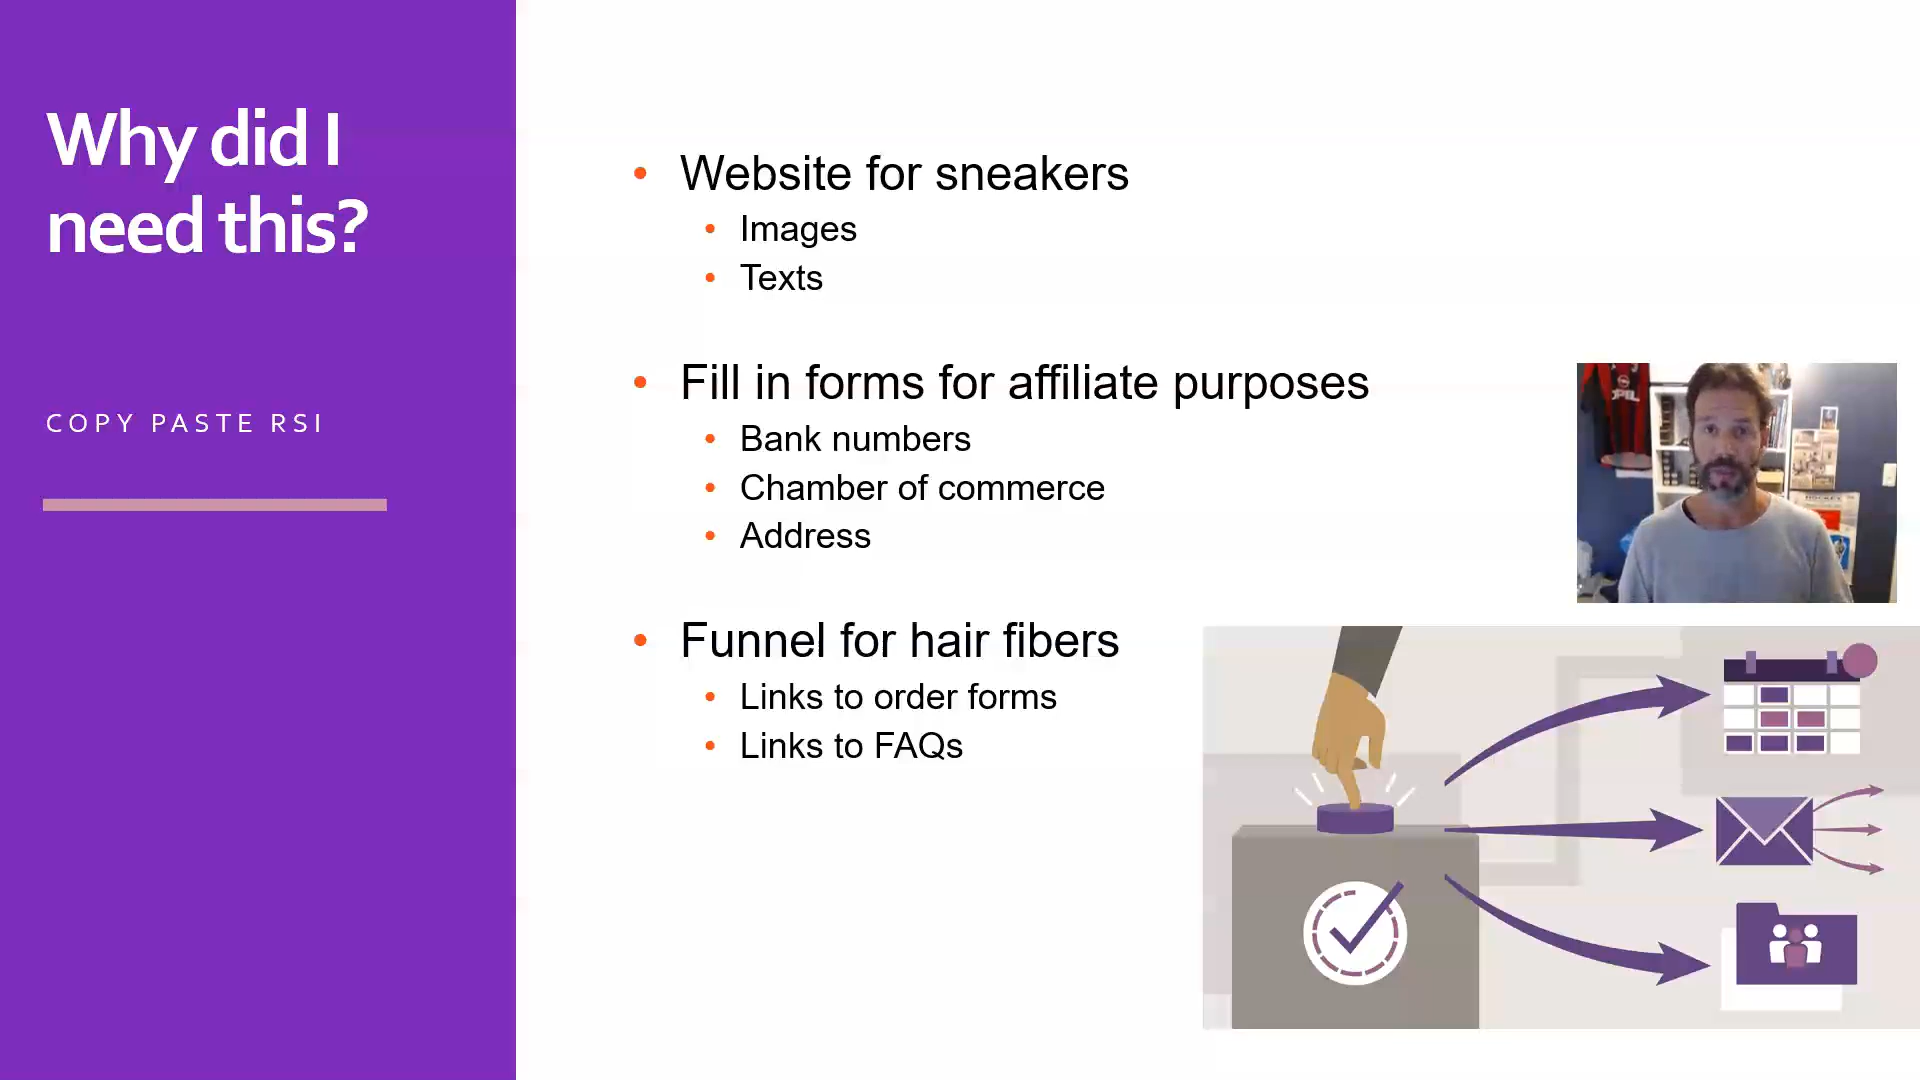 Why did I
need this?
COPY PASTE RSI
Website for sneakers
Images
Texts
Fill in forms for affiliate purposes
Bank numbers
Chamber of commerce
Address
Funnel for hair fibers
Links to order forms
Links to FAQs